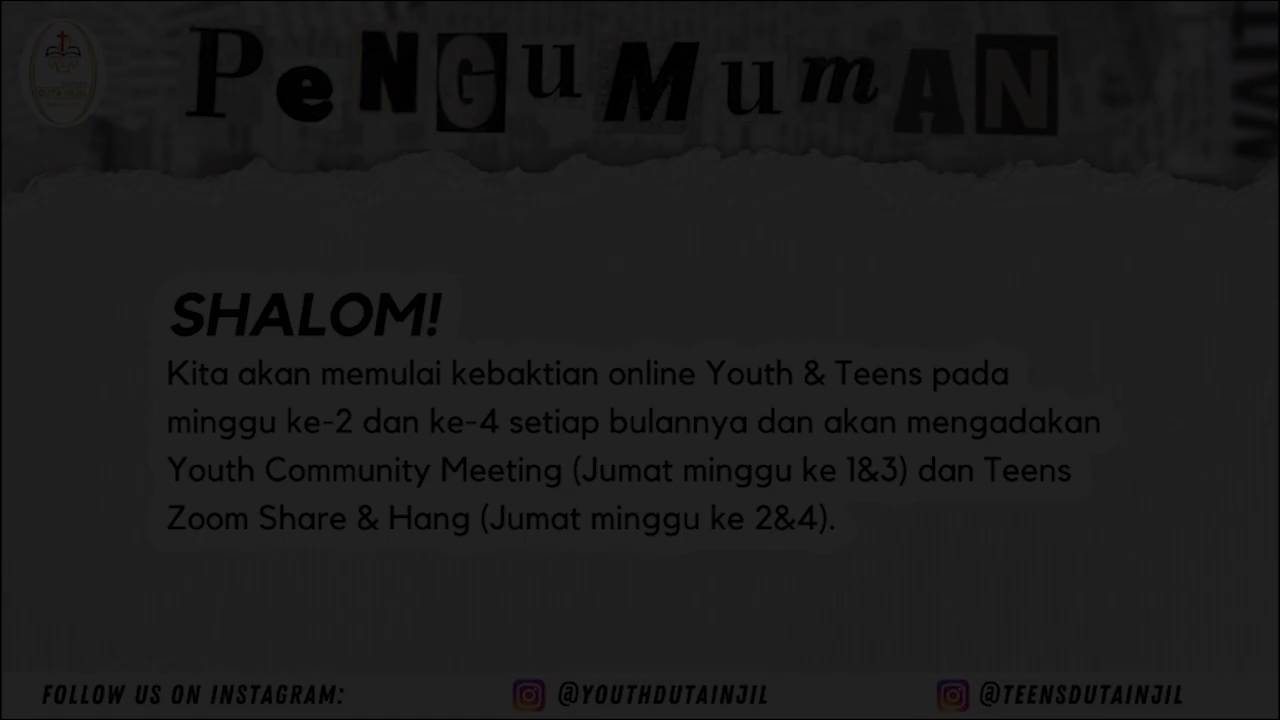 PeNGuMumAN
SHALOM!
Kita akan memulai kebaktian online Youth & Teens pada
minggu ke-2 dan ke-4 setiap bulannya dan akan mengadakan
Youth Community Meeting (Jumat minggu ke 1&3) dan Teens
Zoom Share & Hang (Jumat minggu ke 2&4).
FOLLOW US ON INSTAGRAM: @YOUTHDUTAINJIL @TEENSDUTAINJIL